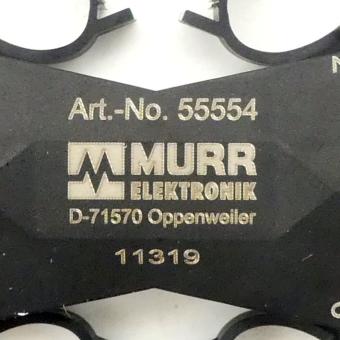 Art.-No. 55554
MURR
ELEKTRONIK
D-71570 Oppenweiler
11319